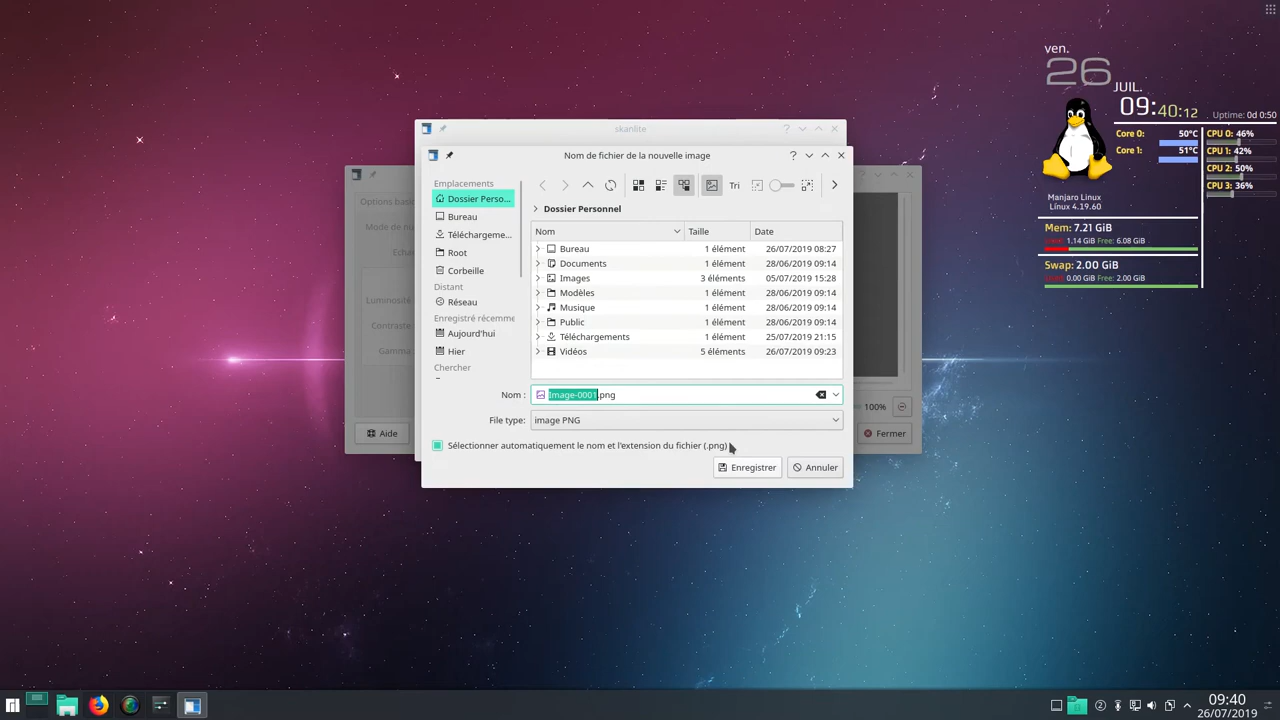 ven.
26
JUIL.
09:40:12
Uptime: 0d 0:50
Core 0: 50°C
Core 1: 51°C
CPU 0: 46%
CPU 1: 42%
CPU 2: 50%
CPU 3: 36%
Manjaro Linux
Linux 4.19.60
Mem: 7.21 GiB
1.14 GiB Free: 6.08 GiB
Swap: 2.00 GiB
0.00 GiB Free: 2.00 GiB
skanlite
Nom de fichier de la nouvelle image
Emplacements
Dossier Perso...
Bureau
Téléchargeme...
Root
Corbeille
Distant
Réseau
Enregistré récemme
Aujourd'hui
Hier
Chercher
Tri
Dossier Personnel
Nom Taille Date
Bureau 1 élément 26/07/2019 08:27
Documents 1 élément 28/06/2019 09:14
Images 3 éléments 05/07/2019 15:28
Modèles 1 élément 28/06/2019 09:14
Musique 1 élément 28/06/2019 09:14
Public 1 élément 28/06/2019 09:14
Téléchargements 1 élément 25/07/2019 21:15
Vidéos 5 éléments 26/07/2019 09:23
Nom : Image-0001.png
File type: image PNG
Sélectionner automatiquement le nom et l'extension du fichier (.png)
Enregistrer Annuler
Options basi
Mode de nu
Luminosité
Contraste
Gamma
Aide
100%
Fermer
09:40
26/07/2019